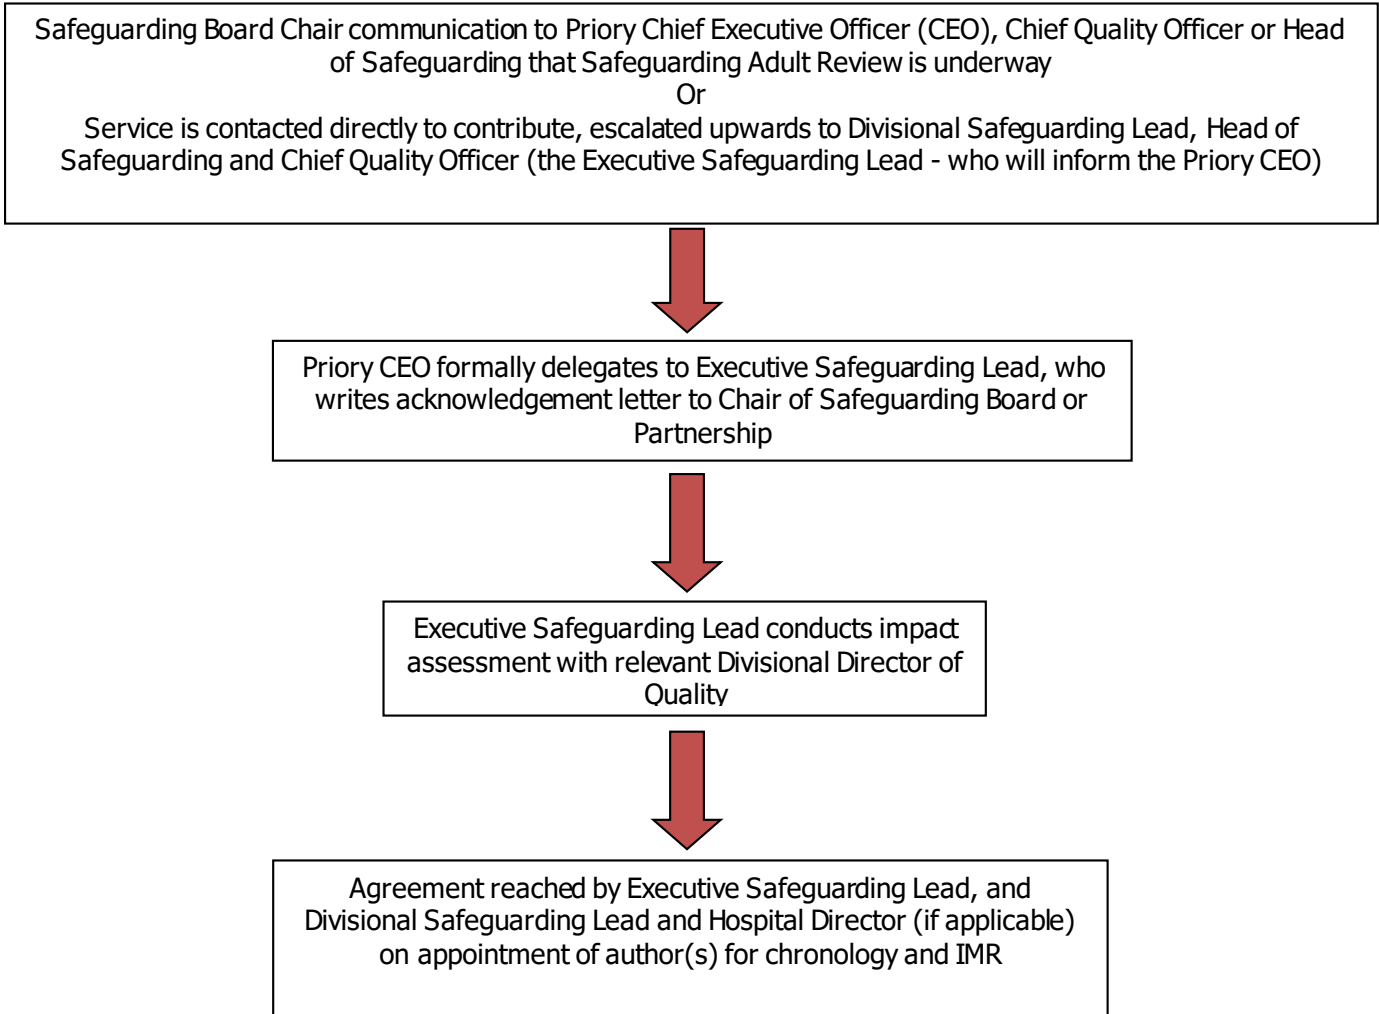 Safeguarding Board Chair communication to Priory Chief Executive Officer (CEO), Chief Quality Officer or Head
of Safeguarding that Safeguarding Adult Review is underway
Or
Service is contacted directly to contribute, escalated upwards to Divisional Safeguarding Lead, Head of
Safeguarding and Chief Quality Officer (the Executive Safeguarding Lead - who will inform the Priory CEO)
Priory CEO formally delegates to Executive Safeguarding Lead, who
writes acknowledgement letter to Chair of Safeguarding Board or
Partnership
Executive Safeguarding Lead conducts impact
assessment with relevant Divisional Director of
Quality
Agreement reached by Executive Safeguarding Lead, and
Divisional Safeguarding Lead and Hospital Director (if applicable)
on appointment of author(s) for chronology and IMR